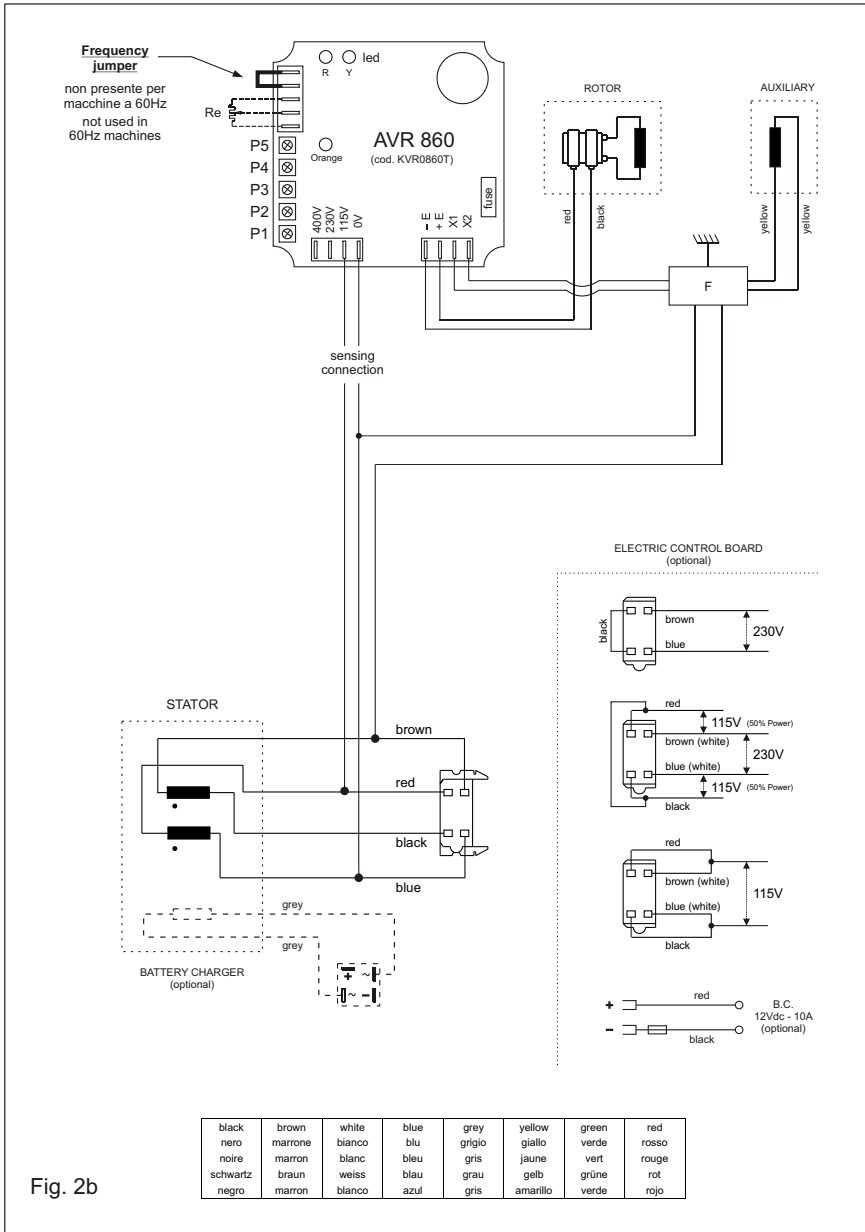 Frequency
jumper
non presente per
macchine a 60Hz
not used in
60Hz machines
Re
R Y led
Orange
AVR 860
(cod. KVR0860T)
P5
P4
P3
P2
P1
400V
230V
115V
0V
fuse
- E
+ E
X1
X2
ROTOR
red
black
AUXILIARY
yellow
yellow
F
sensing
connection
ELECTRIC CONTROL BOARD
(optional)
black
brown
blue
230V
red
115V (50% Power)
brown (white)
230V
blue (white)
115V (50% Power)
black
red
brown (white)
115V
blue (white)
black
+ red
- black
B.C.
12Vdc - 10A
(optional)
STATOR
brown
red
black
blue
grey
grey
BATTERY CHARGER
(optional)
+ ~
~ -
black brown white blue grey yellow green red
nero marrone bianco blu grigio giallo verde rosso
noire marron blanc bleu gris jaune vert rouge
schwartz braun weiss blau grau gelb grüne rot
negro marron blanco azul gris amarillo verde rojo
Fig. 2b